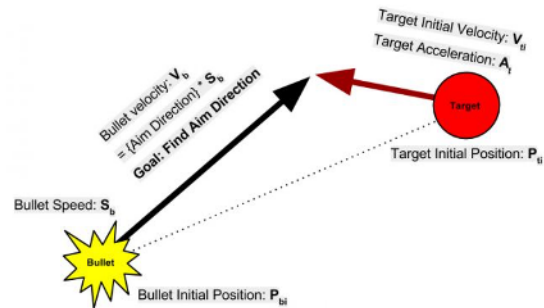 Target Initial Velocity: Vti
Target Acceleration: At
Bullet velocity: Vb
= {Aim Direction} * Sb
Goal: Find Aim Direction
Target
Target Initial Position: Pti
Bullet Speed: Sb
Bullet
Bullet Initial Position: Pbi